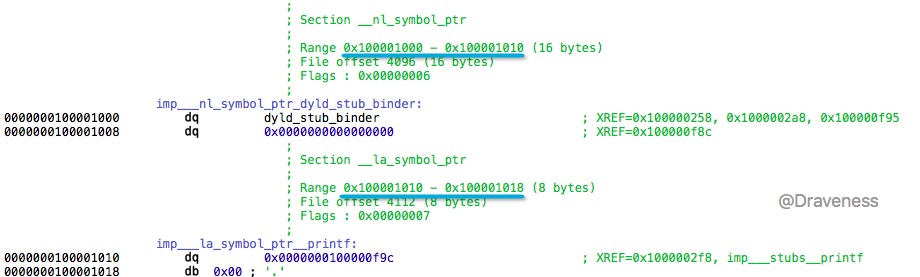 ;
; Section __nl_symbol_ptr
;
; Range 0x100001000 – 0x100001010 (16 bytes)
; File offset 4096 (16 bytes)
; Flags : 0x00000006
;
imp___nl_symbol_ptr_dyld_stub_binder:
0000000100001000 dq dyld_stub_binder ; XREF=0x100000258, 0x1000002a8, 0x100000f95
0000000100001008 dq 0x0000000000000000 ; XREF=0x100000f8c
;
; Section __la_symbol_ptr
;
; Range 0x100001010 – 0x100001018 (8 bytes)
; File offset 4112 (8 bytes)
; Flags : 0x00000007
;
@Draveness
imp___la_symbol_ptr__printf:
0000000100001010 dq 0x0000000100000f9c ; XREF=0x1000002f8, imp___stubs__printf
0000000100001018 db 0x00 ; '.'